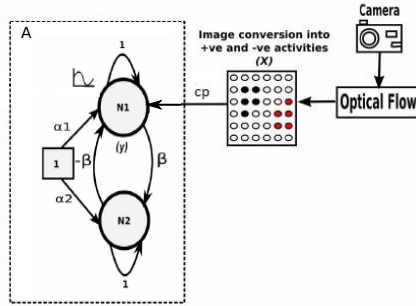 A
Camera
Image conversion into
+ve and -ve activities
(X)
1
N1
cp
Optical Flow
(y)
α1
1
-β
β
α2
N2
1